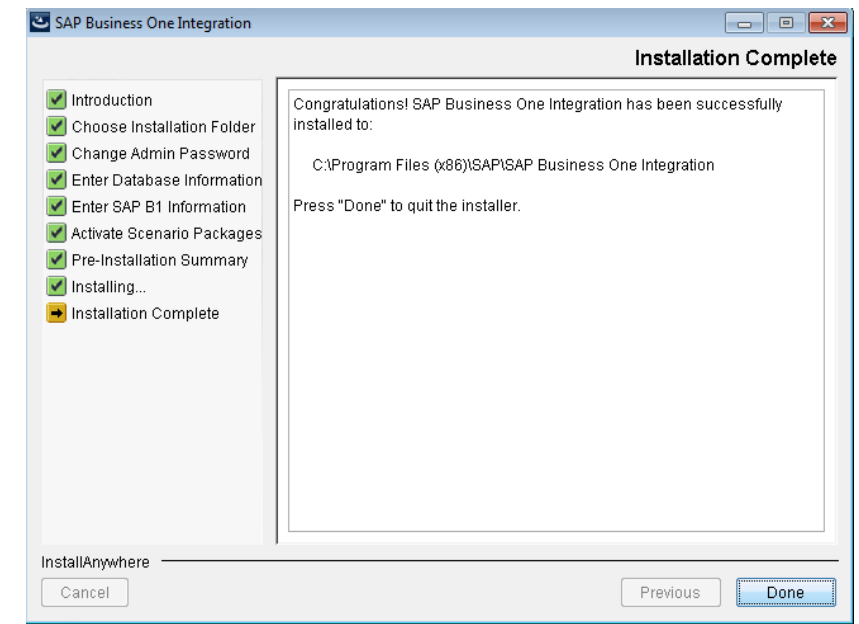 SAP Business One Integration
Installation Complete
Introduction
Choose Installation Folder
Change Admin Password
Enter Database Information
Enter SAP B1 Information
Activate Scenario Packages
Pre-Installation Summary
Installing...
Installation Complete
Congratulations! SAP Business One Integration has been successfully
installed to:
C:\Program Files (x86)\SAP\SAP Business One Integration
Press "Done" to quit the installer.
InstallAnywhere
Cancel
Previous
Done